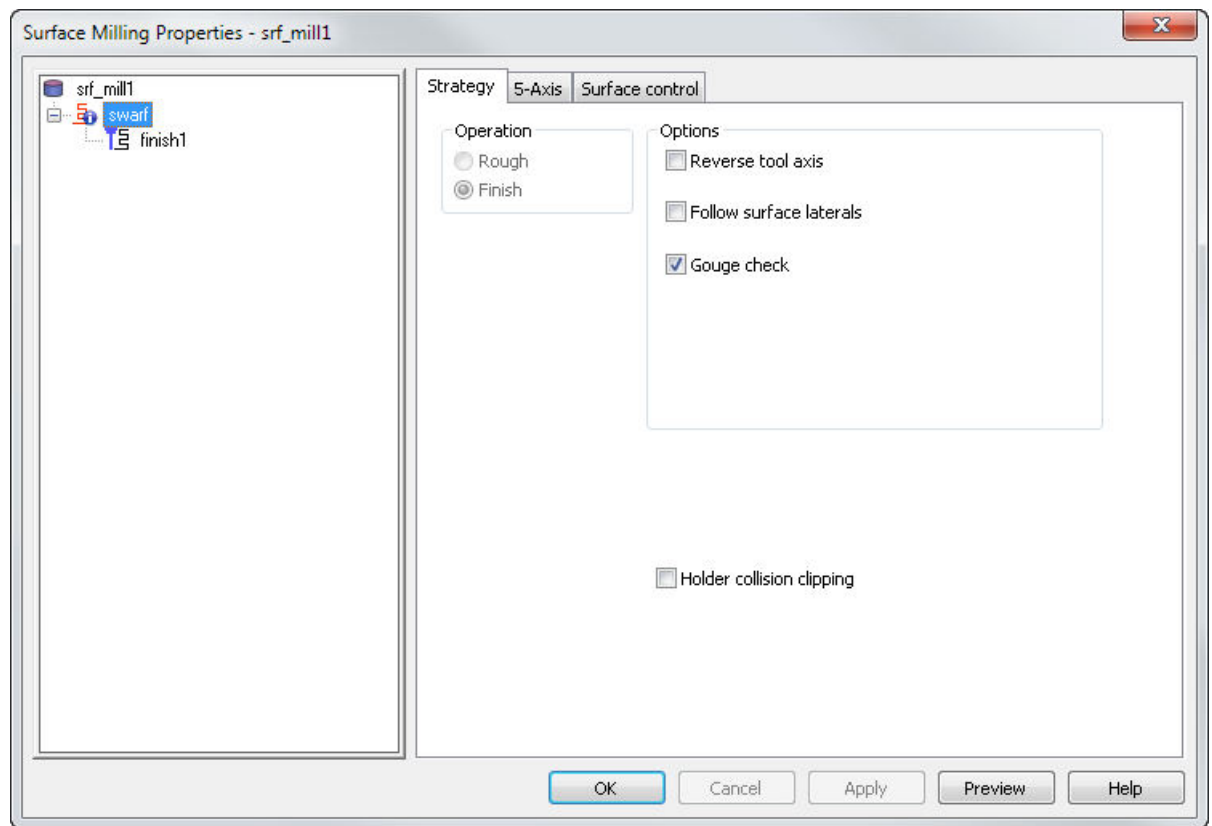 Surface Milling Properties - srf_mill1
srf_mill1
swarf
finish1
Strategy 5-Axis Surface control
Operation
Rough
Finish
Options
Reverse tool axis
Follow surface laterals
Gouge check
Holder collision clipping
OK Cancel Apply Preview Help